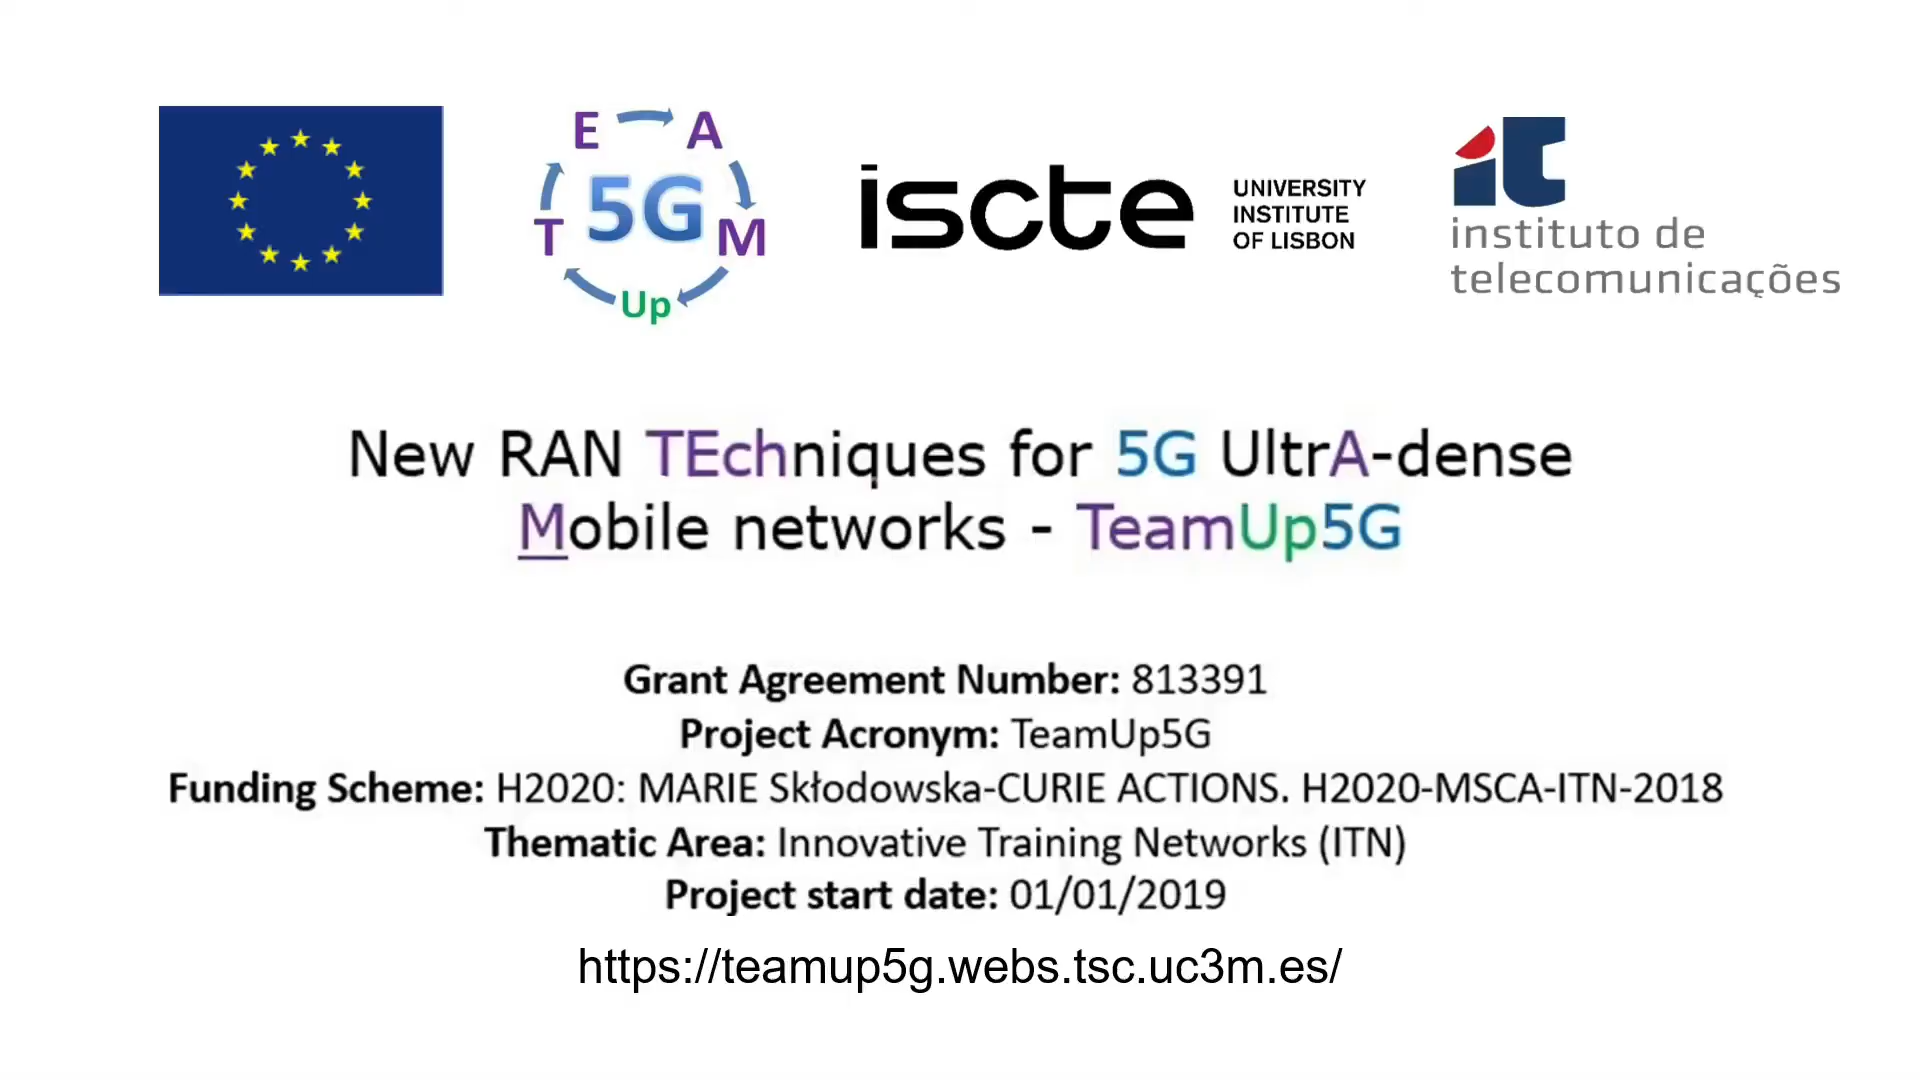 E A
5G
T M
Up
iscte
UNIVERSITY
INSTITUTE
OF LISBON
it
instituto de
telecomunicações
New RAN TEchniques for 5G UltrA-dense
Mobile networks - TeamUp5G
Grant Agreement Number: 813391
Project Acronym: TeamUp5G
Funding Scheme: H2020: MARIE Skłodowska-CURIE ACTIONS. H2020-MSCA-ITN-2018
Thematic Area: Innovative Training Networks (ITN)
Project start date: 01/01/2019
https://teamup5g.webs.tsc.uc3m.es/